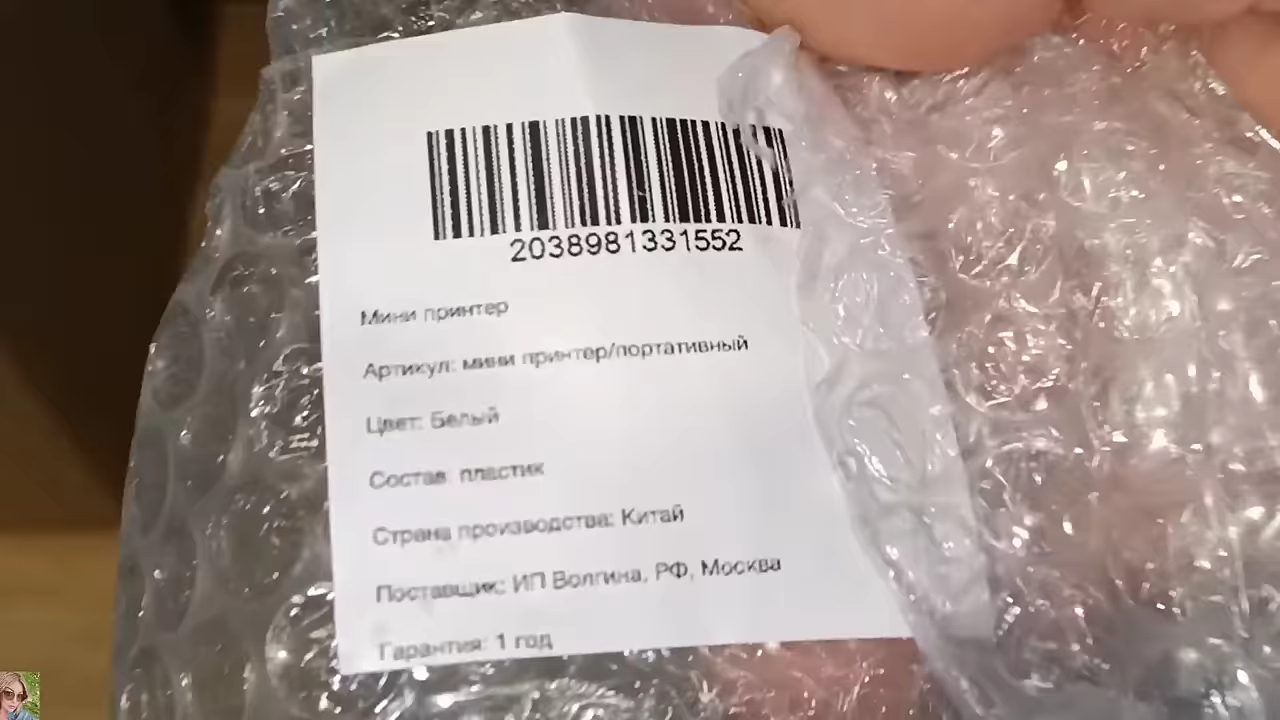 2038981331552
Мини принтер
Артикул: мини принтер/портативный
Цвет: Белый
Состав: пластик
Страна производства: Китай
Поставщик: ИП Волгина, РФ, Москва
Гарантия: 1 год